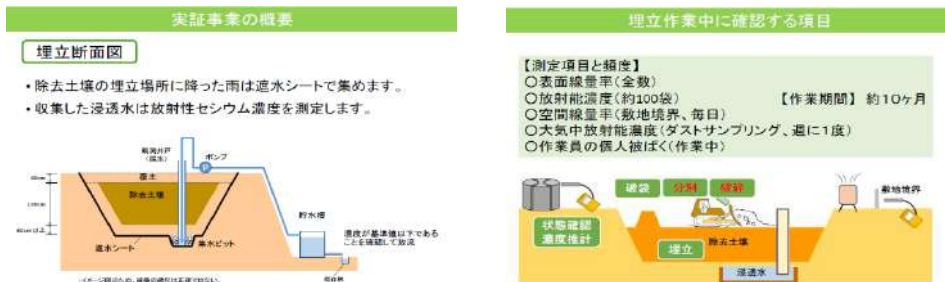 実証事業の概要
埋立断面図
・除去土壌の埋立場所に降った雨は遮水シートで集めます。
・収集した浸透水は放射性セシウム濃度を測定します。
ポンプ
覆土
除去土壌
貯水槽
遮水シート
集水ピット
濃度が基準値以下である
ことを確認して放流
埋立作業中に確認する項目
【測定項目と頻度】
〇表面線量率(全数)
〇放射能濃度(約100袋)
【作業期間】 約10ヶ月
〇空間線量率(敷地境界、毎日)
〇大気中放射能濃度(ダストサンプリング、週に1度)
〇作業員の個人被ばく(作業中)
破袋
分別
破砕
敷地境界
状態確認
濃度推計
埋立
除去土壌
浸透水